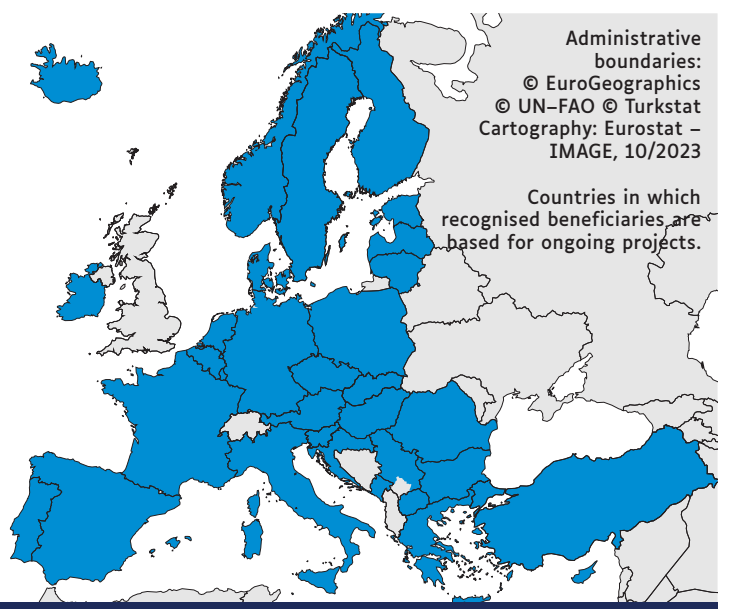 Administrative
boundaries:
© EuroGeographics
© UN–FAO © Turkstat
Cartography: Eurostat –
IMAGE, 10/2023
Countries in which
recognised beneficiaries are
based for ongoing projects.